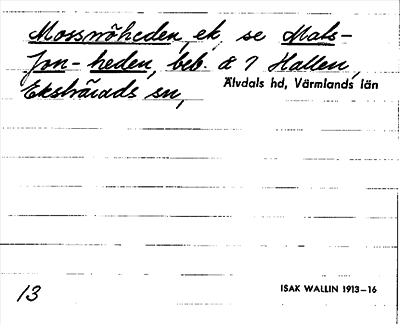 Mossnöheden, ek, se Mats-
Jon-heden, beb. å 7 Hallen,
Ekshärads sn,
Älvdals hd, Värmlands län
13
ISAK WALLIN 1913–16